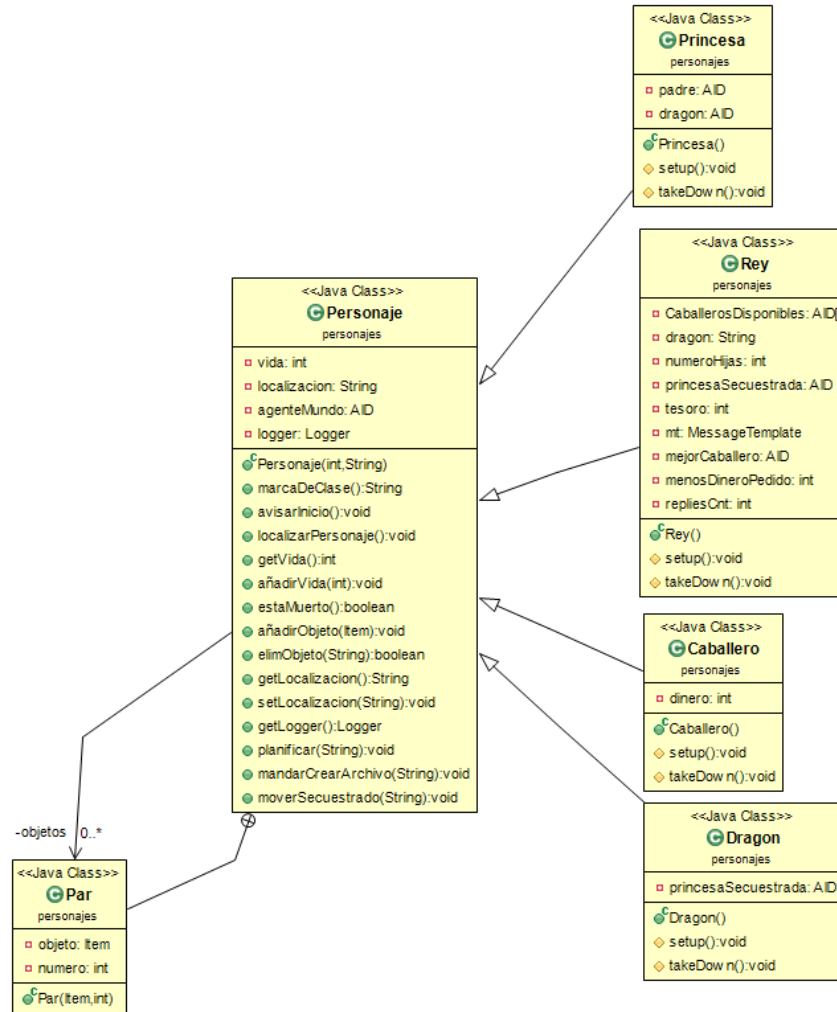 <<Java Class>>
Princesa
personajes
padre: AID
dragon: AID
Princesa()
setup():void
takeDown():void
<<Java Class>>
Rey
personajes
CaballerosDisponibles: AID[
dragon: String
numeroHijas: int
princesaSecuestrada: AID
tesoro: int
mt: MessageTemplate
mejorCaballero: AID
menosDineroPedido: int
repliesCnt: int
Rey()
setup():void
takeDown():void
<<Java Class>>
Personaje
personajes
vida: int
localizacion: String
agenteMundo: AID
logger: Logger
Personaje(int,String)
marcaDeClase():String
avisarInicio():void
localizarPersonaje():void
getVida():int
añadirVida(int):void
estaMuerto():boolean
añadirObjeto(Item):void
elimObjeto(String):boolean
getLocalizacion():String
setLocalizacion(String):void
getLogger():Logger
planificar(String):void
mandarCrearArchivo(String):void
moverSecuestrado(String):void
<<Java Class>>
Caballero
personajes
dinero: int
Caballero()
setup():void
takeDown():void
<<Java Class>>
Dragon
personajes
princesaSecuestrada: AID
Dragon()
setup():void
takeDown():void
-objetos 0..*
<<Java Class>>
Par
personajes
objeto: Item
numero: int
Par(Item,int)